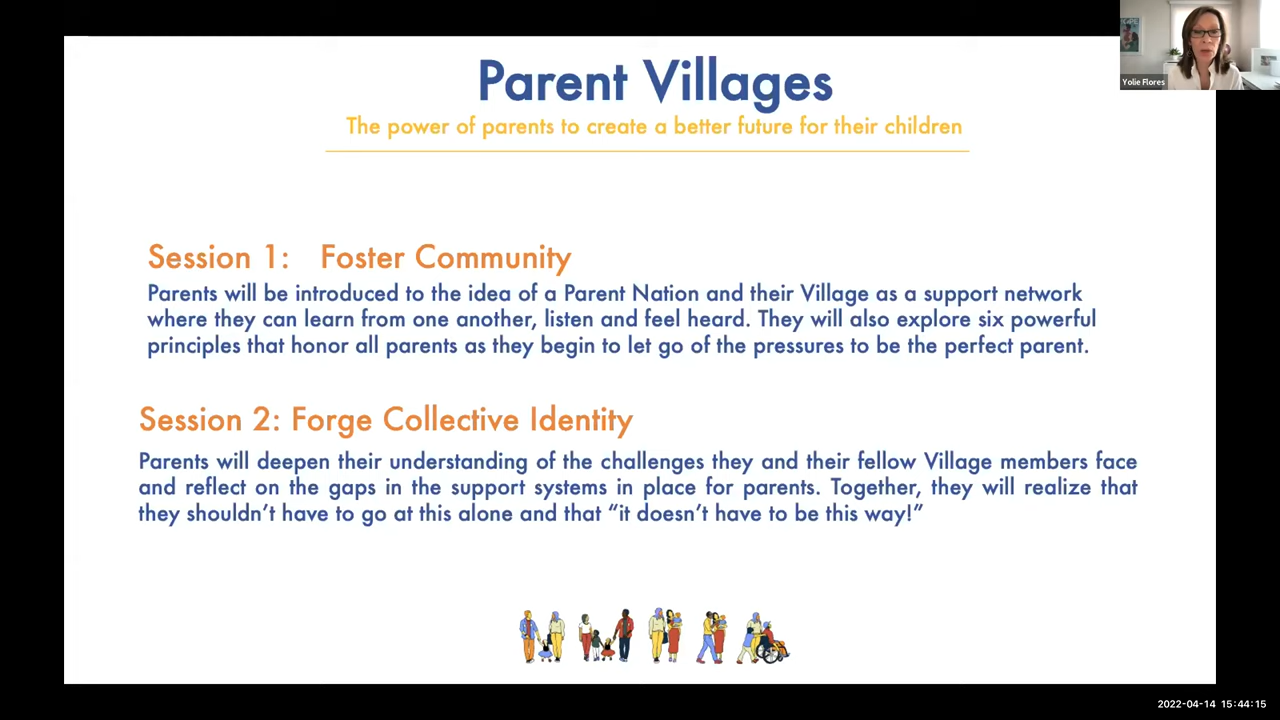 Parent Villages
The power of parents to create a better future for their children
Session 1: Foster Community
Parents will be introduced to the idea of a Parent Nation and their Village as a support network
where they can learn from one another, listen and feel heard. They will also explore six powerful
principles that honor all parents as they begin to let go of the pressures to be the perfect parent.
Session 2: Forge Collective Identity
Parents will deepen their understanding of the challenges they and their fellow Village members face
and reflect on the gaps in the support systems in place for parents. Together, they will realize that
they shouldn’t have to go at this alone and that “it doesn’t have to be this way!”
Yolie Flores
2022-04-14 15:44:15